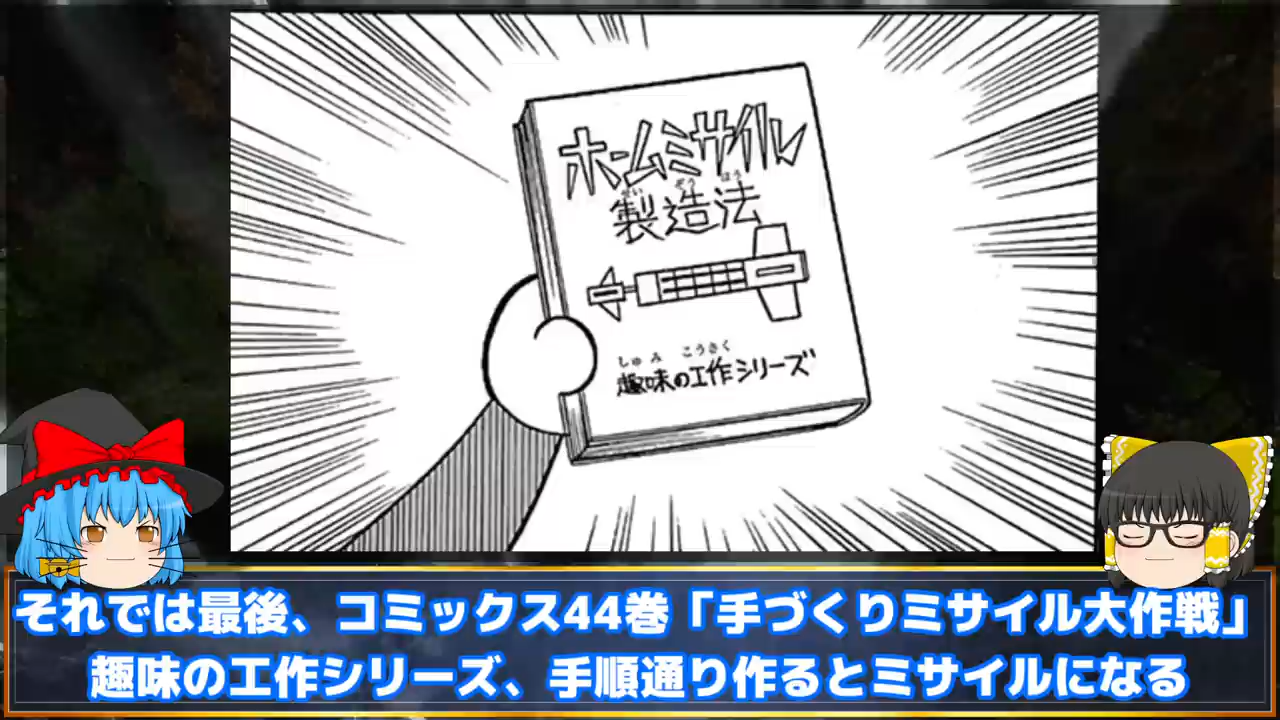 ホームミサイル
せいぞうほう
製造法
しゅみ こうさく
趣味の工作シリーズ
それでは最後、コミックス44巻「手づくりミサイル大作戦」
趣味の工作シリーズ、手順通り作るとミサイルになる